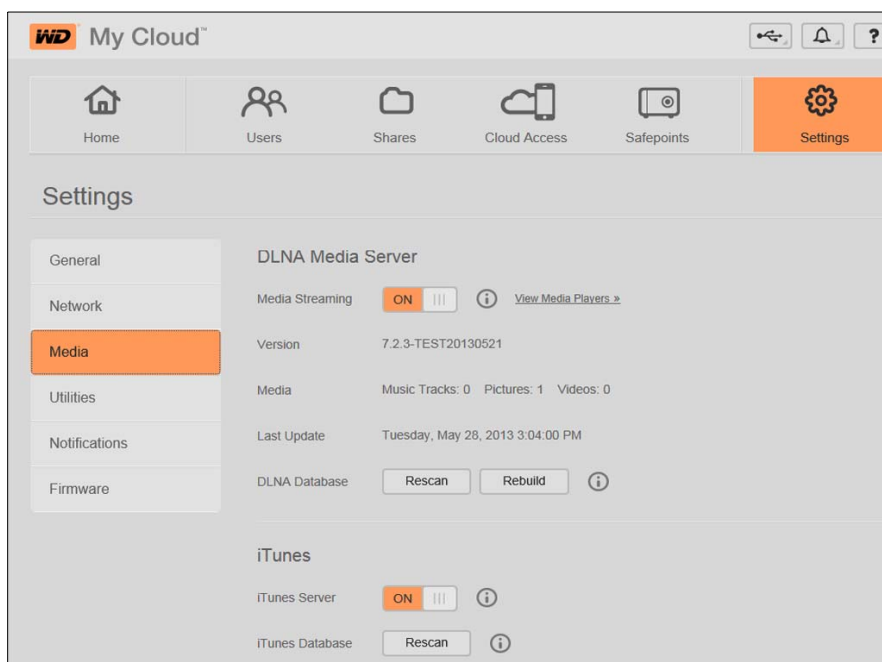 WD My Cloud™
?
Home Users Shares Cloud Access Safepoints Settings
Settings
General
Network
Media
Utilities
Notifications
Firmware
DLNA Media Server
Media Streaming ON View Media Players »
Version 7.2.3-TEST20130521
Media Music Tracks: 0 Pictures: 1 Videos: 0
Last Update Tuesday, May 28, 2013 3:04:00 PM
DLNA Database Rescan Rebuild
iTunes
iTunes Server ON
iTunes Database Rescan